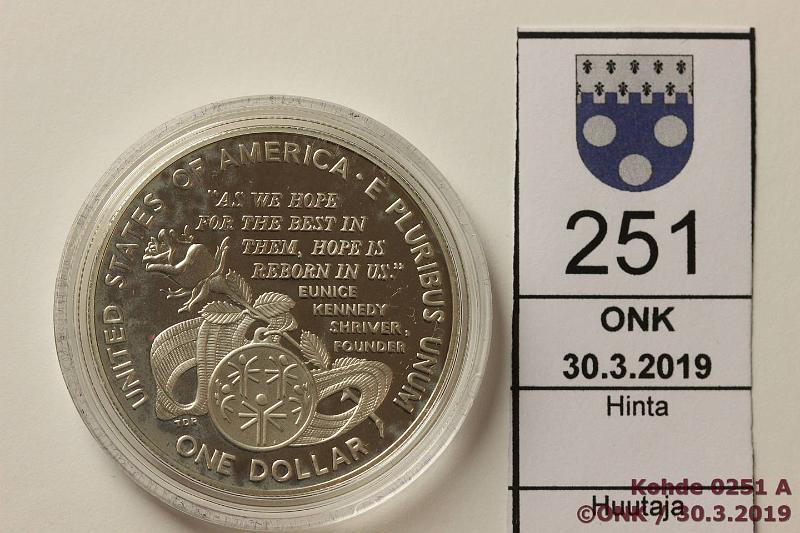 UNITED STATES OF AMERICA · E PLURIBUS UNUM
"AS WE HOPE
FOR THE BEST IN
THEM, HOPE IS
REBORN IN US."
EUNICE
KENNEDY
SHRIVER,
FOUNDER
TDR
ONE DOLLAR
251
ONK
30.3.2019
Hinta
Huutaja
Kohde 0251 A
©ONK / 30.3.2019